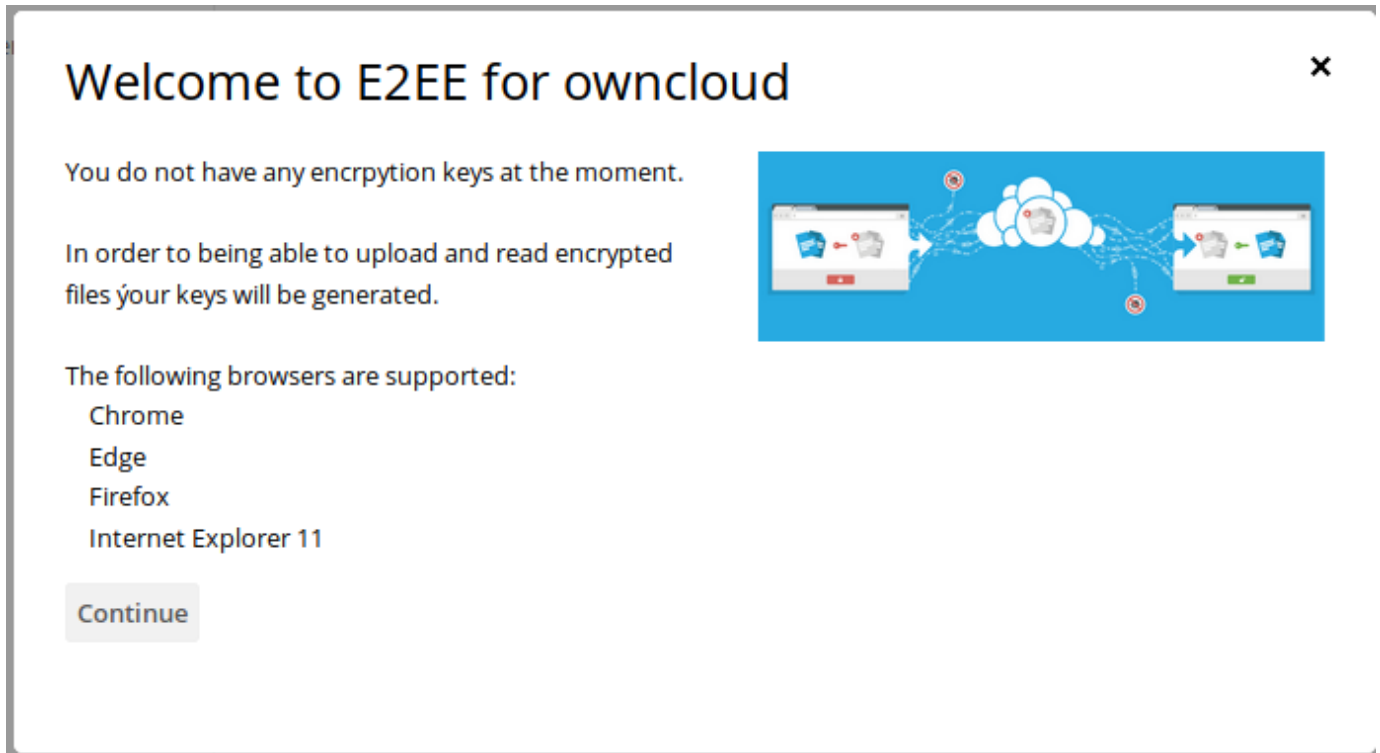 Welcome to E2EE for owncloud
You do not have any encrpytion keys at the moment.
In order to being able to upload and read encrypted
files ýour keys will be generated.
The following browsers are supported:
Chrome
Edge
Firefox
Internet Explorer 11
Continue